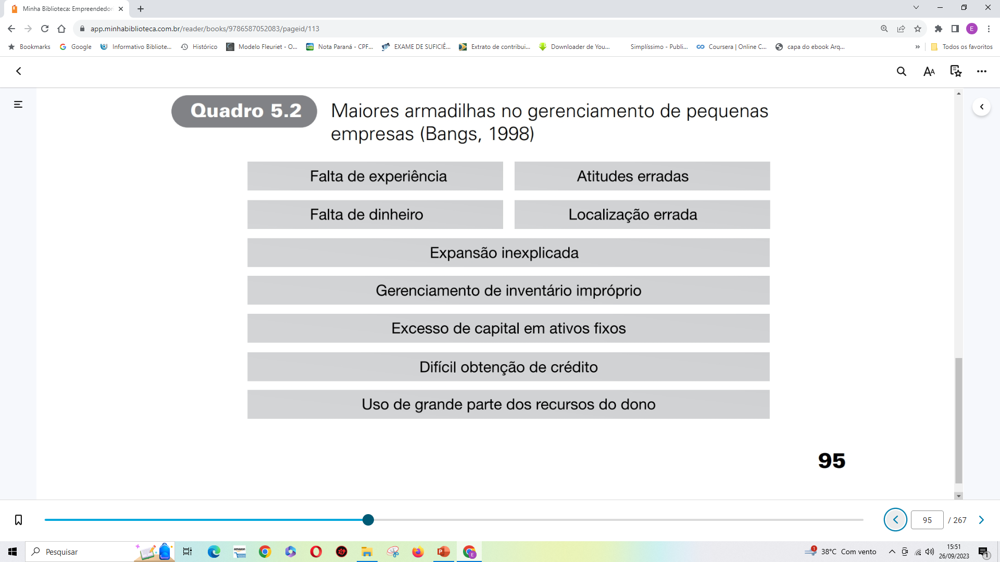 Minha Biblioteca: Empreendedor
app.minhabiblioteca.com.br/reader/books/9786587052083/pageid/113
E
Bookmarks
Google
Informativo Bibliote...
Histórico
Modelo Fleuriet - O...
Nota Paraná - CPF...
EXAME DE SUFICIÊ...
Extrato de contribui...
Downloader de You...
Simplíssimo - Publi...
Coursera | Online C...
capa do ebook Arq...
»
Todos os favoritos
AA
Quadro 5.2
Maiores armadilhas no gerenciamento de pequenas
empresas (Bangs, 1998)
Falta de experiência
Atitudes erradas
Falta de dinheiro
Localização errada
Expansão inexplicada
Gerenciamento de inventário impróprio
Excesso de capital em ativos fixos
Difícil obtenção de crédito
Uso de grande parte dos recursos do dono
95
95 / 267
Pesquisar
amazon
P
E
1
38°C Com vento
15:51
26/09/2023
1